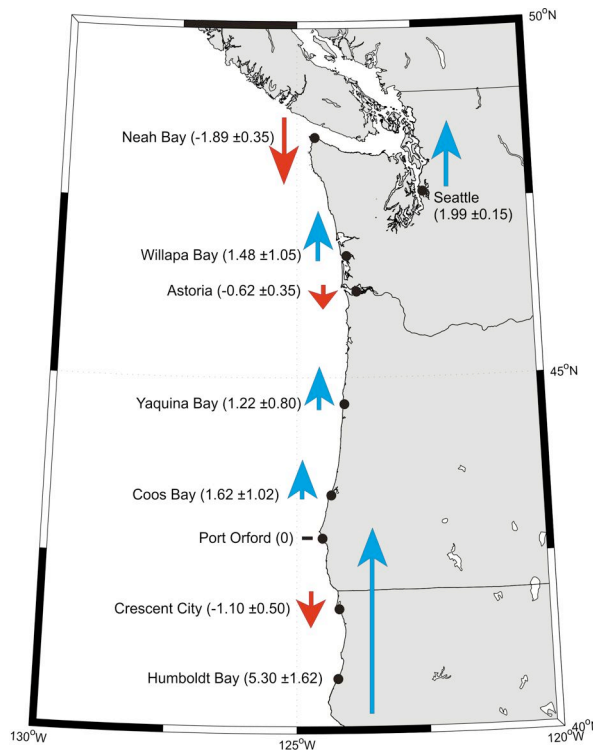 50°N
Neah Bay (-1.89 ±0.35)
Seattle
(1.99 ±0.15)
Willapa Bay (1.48 ±1.05)
Astoria (-0.62 ±0.35)
45°N
Yaquina Bay (1.22 ±0.80)
Coos Bay (1.62 ±1.02)
Port Orford (0)
Crescent City (-1.10 ±0.50)
Humboldt Bay (5.30 ±1.62)
40°N
130°W
125°W
120°W